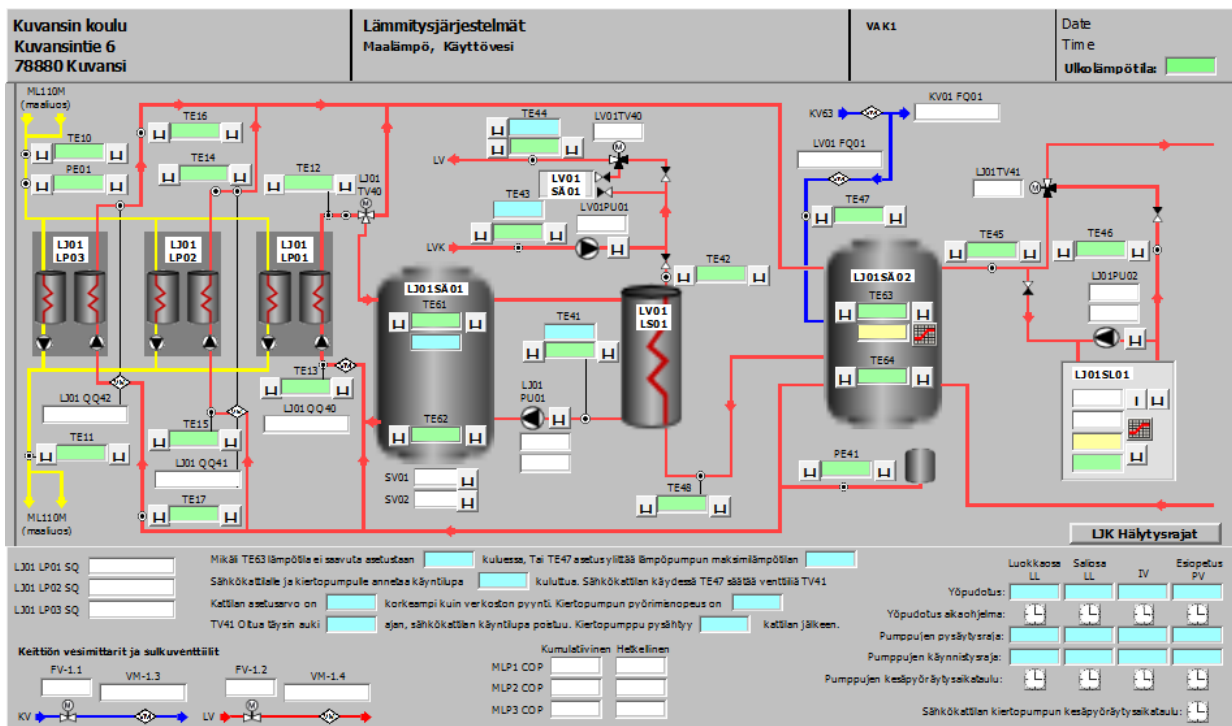 Kuvansin koulu
Kuvansintie 6
78880 Kuvansi
Lämmitysjärjestelmät
Maalämpö, Käyttövesi
VAK1
Date
Time
Ulkolämpötila:
ML110M
(maaliuos)
TE10
PE01
TE16
TE14
TE12
LJ01
TV40
M
TE44
LV01TV40
M
LV
LV01
SÄ01
TE43
LV01PU01
LVK
TE42
KV63
KV01 FQ01
LV01 FQ01
TE47
LJ01TV41
M
TE45
TE46
LJ01PU02
LJ01
LP03
LJ01
LP02
LJ01
LP01
LJ01SÄ01
TE61
TE62
TE41
LJ01
PU01
LV01
LS01
LJ01SÄ02
TE63
TE64
LJ01SL01
I
TE13
LJ01 QQ40
LJ01 QQ42
TE15
LJ01 QQ41
TE11
TE17
SV01
SV02
TE48
PE41
ML110M
(maaliuos)
LJK Hälytysrajat
LJ01 LP01 SQ
LJ01 LP02 SQ
LJ01 LP03 SQ
Mikäli TE63 lämpötila ei saavuta asetustaan kuluessa, Tai TE47 asetus ylittää lämpöpumpun maksimilämpötilan
Sähkökattilalle ja kiertopumpulle annetaa käyntilupa kuluttua. Sähkökattilan käydessä TE47 säätää venttiiliä TV41
Kattilan asetusarvo on korkeampi kuin verkoston pyynti. Kiertopumpun pyörimisnopeus on
TV41 Oltua täysin auki ajan, sähkökattilan käyntilupa poistuu. Kiertopumppu pysähtyy kattilan jälkeen.
Luokkaosa
LL
Saliosa
LL
IV
Esiopetus
PV
Yöpudotus:
Yöpudotus aikaohjelma:
Pumppujen pysäytysraja:
Pumppujen käynnistysraja:
Pumppujen kesäpyöräytysaikataulu:
Sähkökattilan kiertopumpun kesäpyöräytysaikataulu:
Keittiön vesimittarit ja sulkuventtiilit
FV-1.1
VM-1.3
FV-1.2
VM-1.4
M
M
KV
LV
Kumulatiivinen Hetkellinen
MLP1 COP
MLP2 COP
MLP3 COP